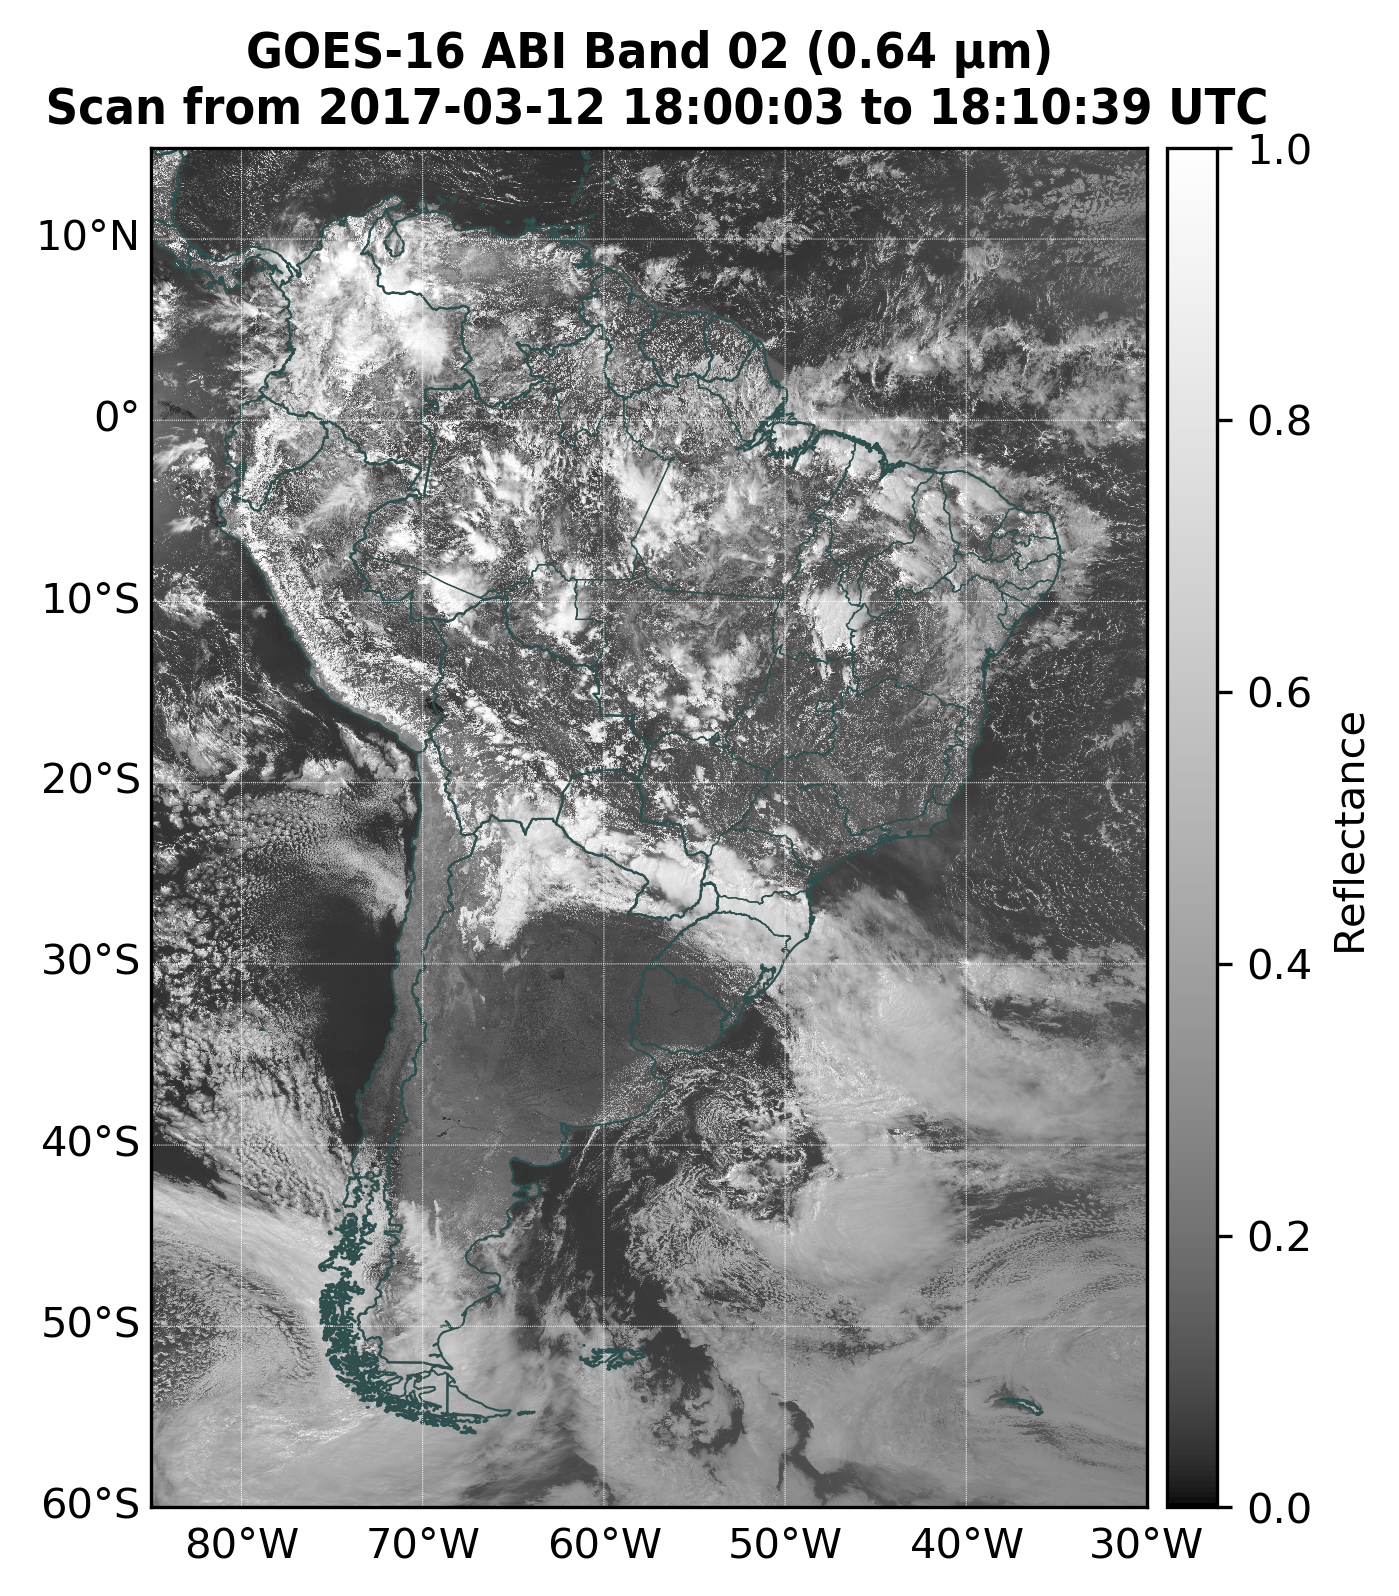 GOES-16 ABI Band 02 (0.64 µm)
Scan from 2017-03-12 18:00:03 to 18:10:39 UTC
10°N
0°
10°S
20°S
30°S
40°S
50°S
60°S
80°W 70°W 60°W 50°W 40°W 30°W
1.0
0.8
0.6
0.4
0.2
0.0
Reflectance